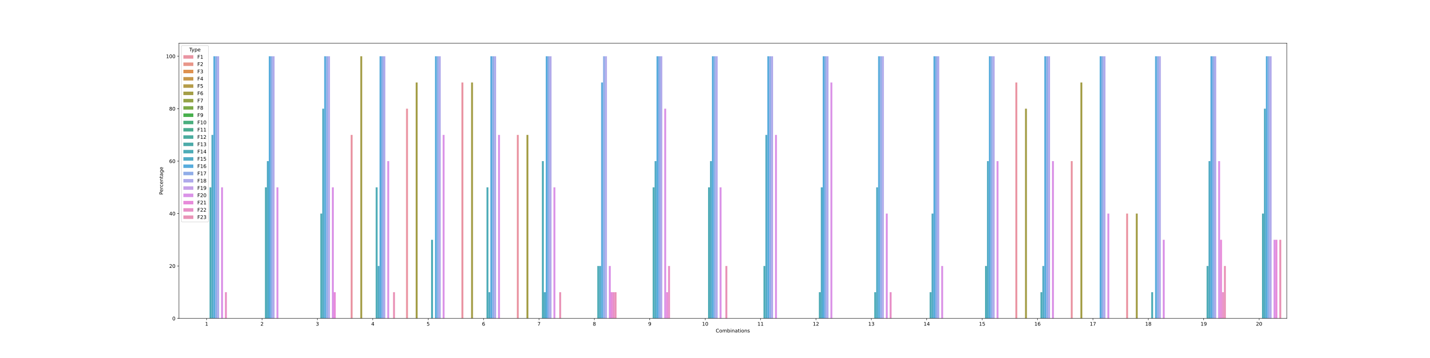 Type
F1
F2
F3
F4
F5
F6
F7
F8
F9
F10
F11
F12
F13
F14
F15
F16
F17
F18
F19
F20
F21
F22
F23
100
80
60
40
20
0
Percentage
1 2 3 4 5 6 7 8 9 10 11 12 13 14 15 16 17 18 19 20
Combinations